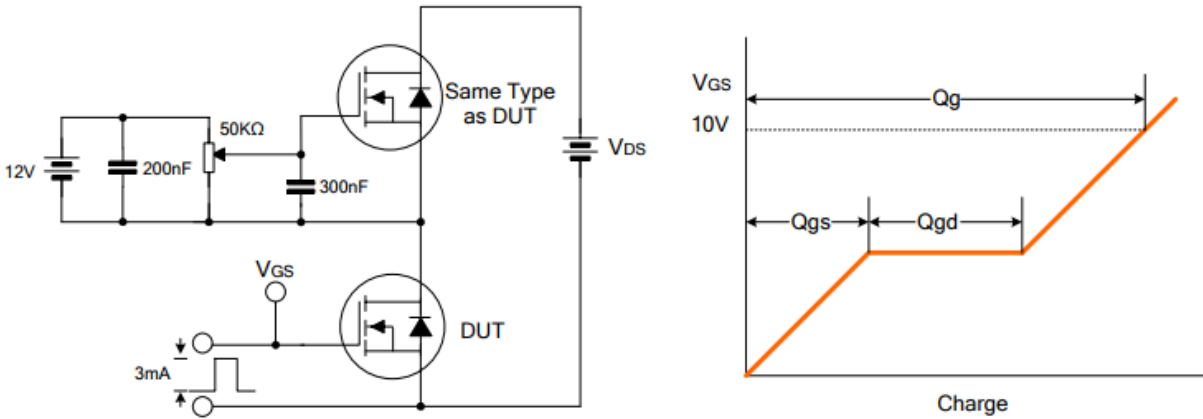 Same Type
as DUT
50KΩ
12V
200nF
300nF
VDS
VGS
DUT
3mA
VGS
10V
Qg
Qgs
Qgd
Charge